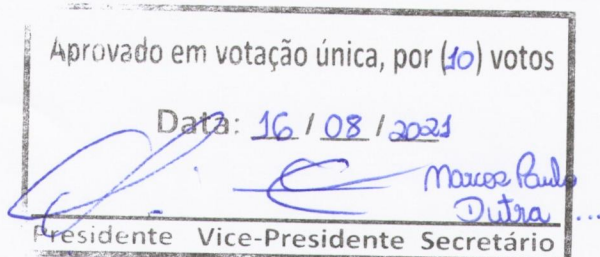 Aprovado em votação única, por (10) votos
Data: 16 / 08 / 2021
Marcos Paulo
Dutra ...
Presidente Vice-Presidente Secretário